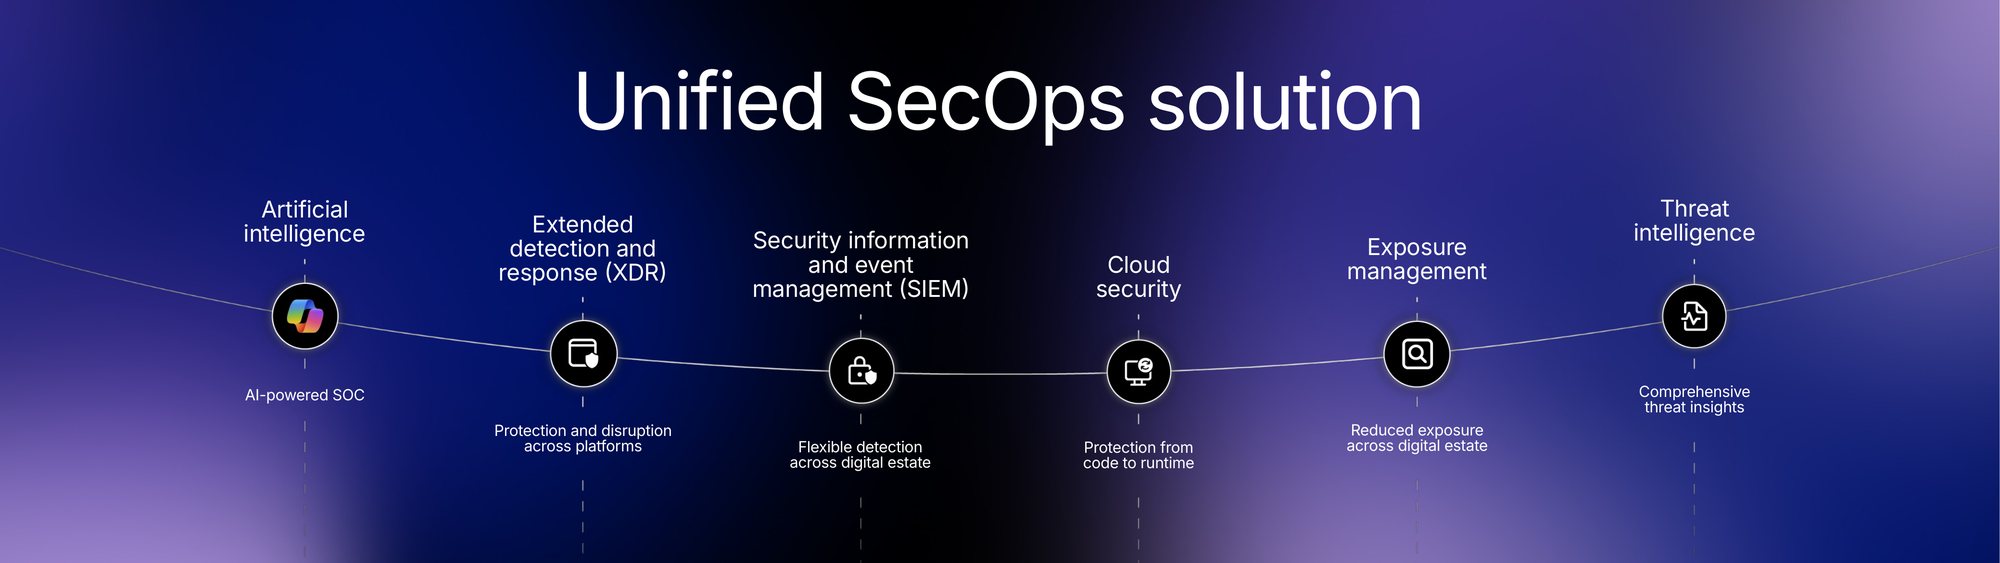 Unified SecOps solution
Artificial
intelligence
AI-powered SOC
Extended
detection and
response (XDR)
Protection and disruption
across platforms
Security information
and event
management (SIEM)
Flexible detection
across digital estate
Cloud
security
Protection from
code to runtime
Exposure
management
Reduced exposure
across digital estate
Threat
intelligence
Comprehensive
threat insights